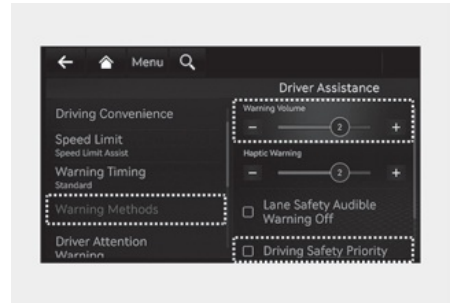 Menu
Driver Assistance
Driving Convenience
Speed Limit
Speed Limit Assist
Warning Timing
Standard
Warning Methods
Driver Attention
Warning
Warning Volume
- 2 +
Haptic Warning
- 2 +
Lane Safety Audible
Warning Off
Driving Safety Priority